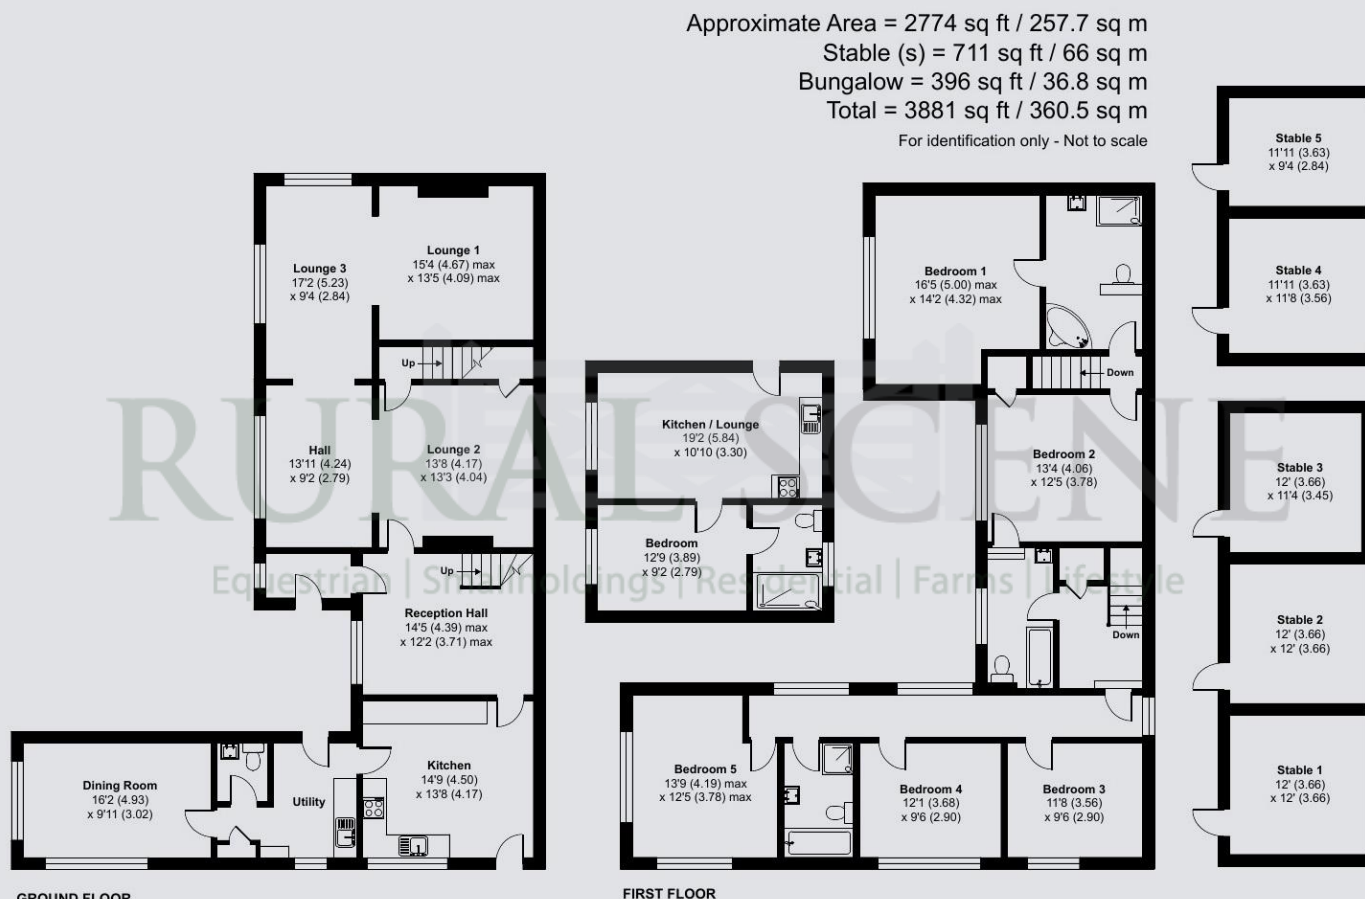 Approximate Area = 2774 sq ft / 257.7 sq m
Stable (s) = 711 sq ft / 66 sq m
Bungalow = 396 sq ft / 36.8 sq m
Total = 3881 sq ft / 360.5 sq m
For identification only - Not to scale
Lounge 3
17'2 (5.23)
x 9'4 (2.84)
Lounge 1
15'4 (4.67) max
x 13'5 (4.09) max
Up
Hall
13'11 (4.24)
x 9'2 (2.79)
Lounge 2
13'8 (4.17)
x 13'3 (4.04)
Up
Reception Hall
14'5 (4.39) max
x 12'2 (3.71) max
Dining Room
16'2 (4.93)
x 9'11 (3.02)
Utility
Kitchen
14'9 (4.50)
x 13'8 (4.17)
GROUND FLOOR
Kitchen / Lounge
19'2 (5.84)
x 10'10 (3.30)
Bedroom
12'9 (3.89)
x 9'2 (2.79)
Bedroom 1
16'5 (5.00) max
x 14'2 (4.32) max
Down
Bedroom 2
13'4 (4.06)
x 12'5 (3.78)
Down
Bedroom 5
13'9 (4.19) max
x 12'5 (3.78) max
Bedroom 4
12'1 (3.68)
x 9'6 (2.90)
Bedroom 3
11'8 (3.56)
x 9'6 (2.90)
FIRST FLOOR
Stable 5
11'11 (3.63)
x 9'4 (2.84)
Stable 4
11'11 (3.63)
x 11'8 (3.56)
Stable 3
12' (3.66)
x 11'4 (3.45)
Stable 2
12' (3.66)
x 12' (3.66)
Stable 1
12' (3.66)
x 12' (3.66)
RURAL SCENE
Equestrian | Smallholdings | Residential | Farms | Lifestyle